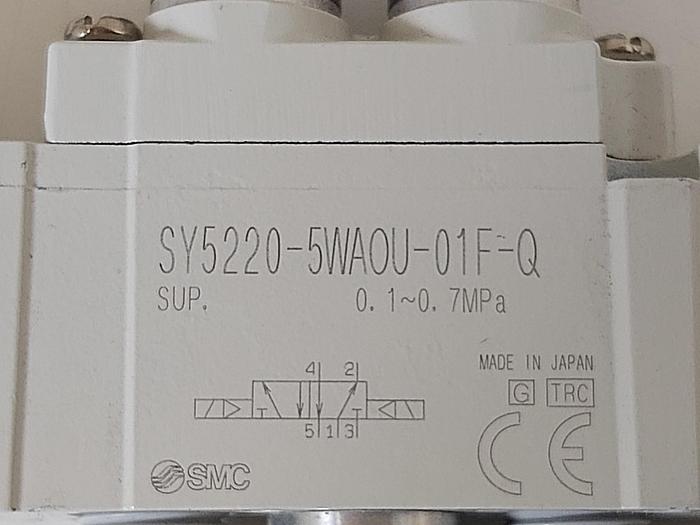 SY5220-5WAOU-01F-Q
SUP. 0.1~0.7MPa
MADE IN JAPAN
G TRC
4 2
5 1 3
CE
SMC